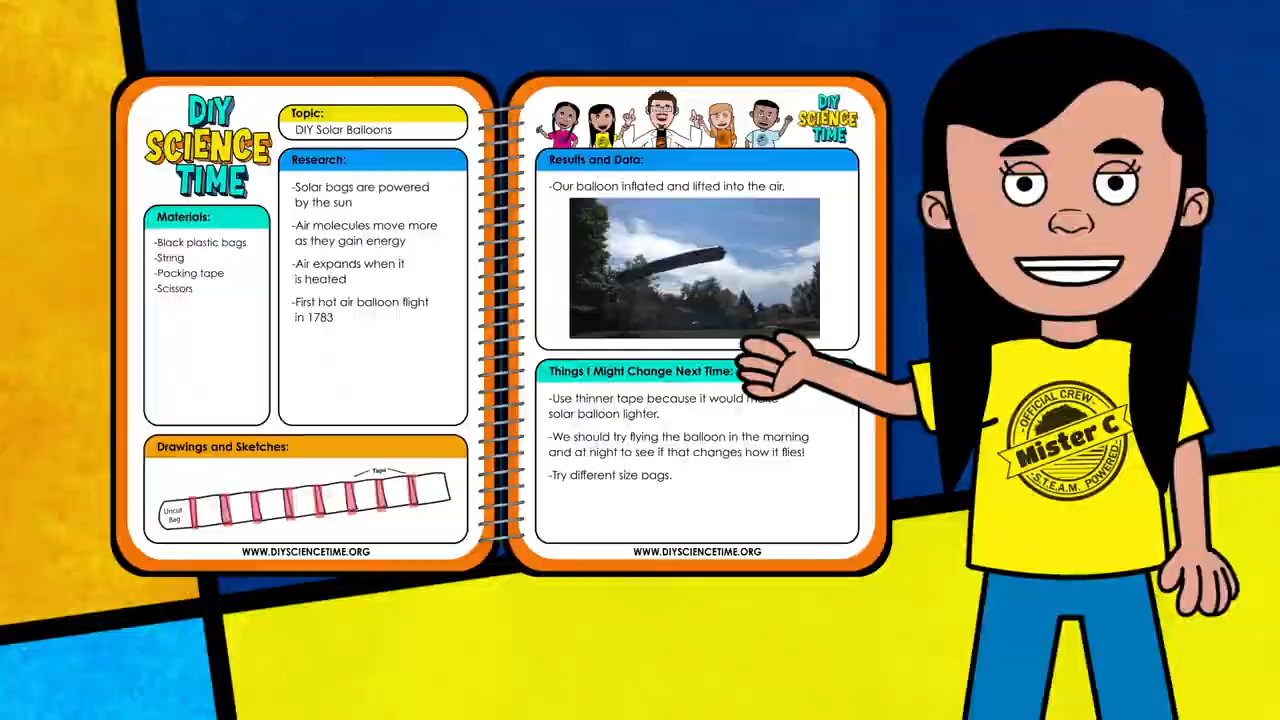 DIY
SCIENCE
TIME
Topic:
DIY Solar Balloons
Materials:
-Black plastic bags
-String
-Packing tape
-Scissors
Research:
-Solar bags are powered
by the sun
-Air molecules move more
as they gain energy
-Air expands when it
is heated
-First hot air balloon flight
in 1783
Drawings and Sketches:
Tape
Uncut
Bag
WWW.DIYSCIENCETIME.ORG
DIY
SCIENCE
TIME
Results and Data:
-Our balloon inflated and lifted into the air.
Things I Might Change Next Time:
-Use thinner tape because it would make
solar balloon lighter.
-We should try flying the balloon in the morning
and at night to see if that changes how it flies!
-Try different size bags.
WWW.DIYSCIENCETIME.ORG
-OFFICIAL CREW-
Mister C
-S.T.E.A.M. POWERED-